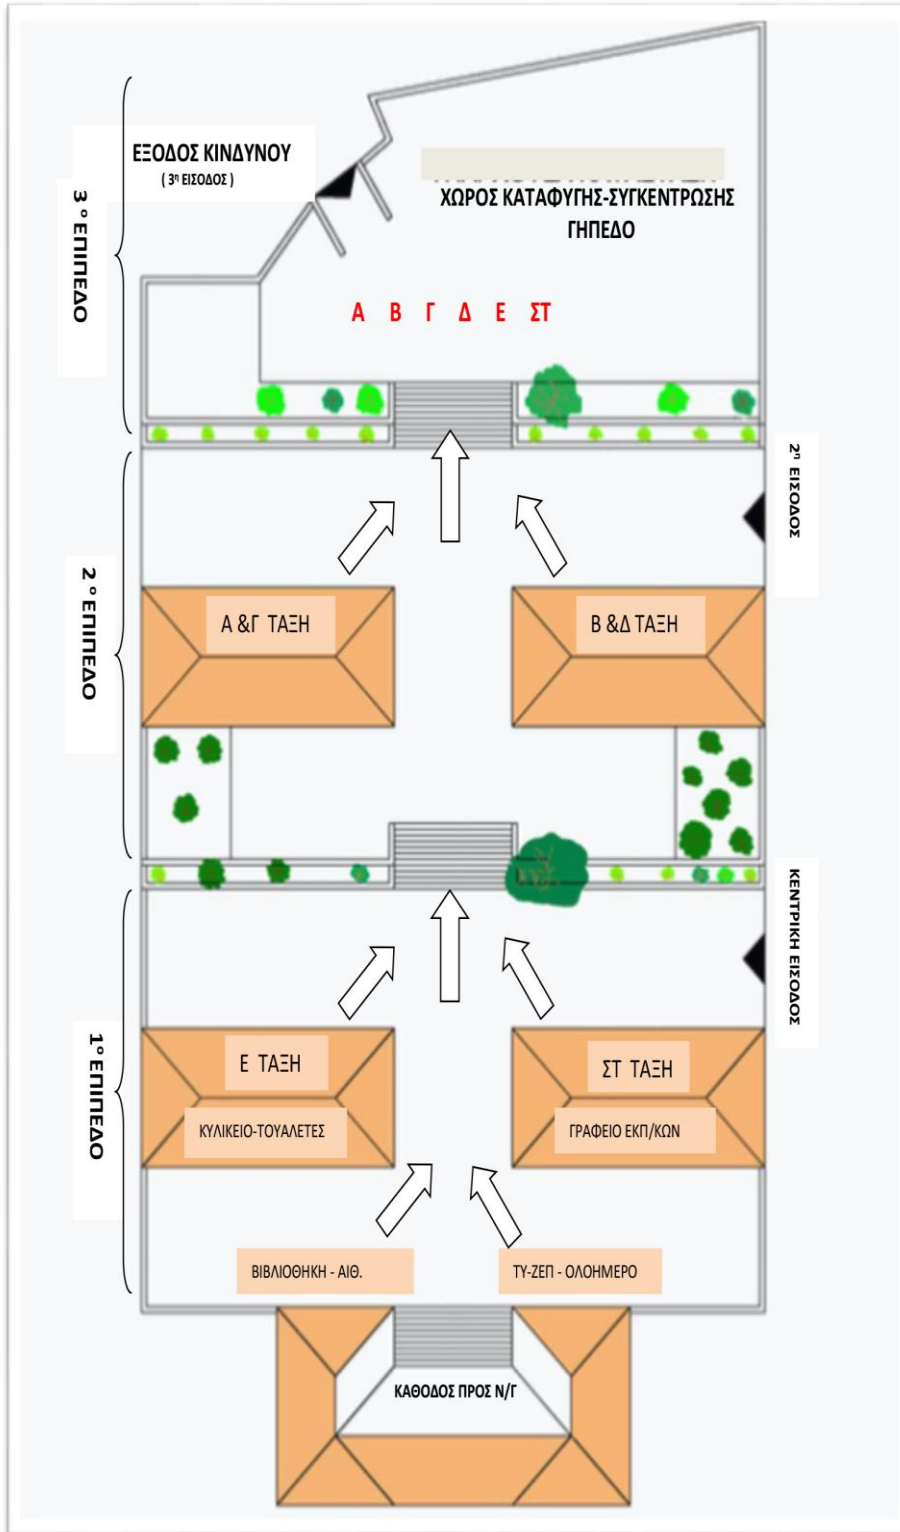 ΕΞΟΔΟΣ ΚΙΝΔΥΝΟΥ
( 3η ΕΙΣΟΔΟΣ )
ΧΩΡΟΣ ΚΑΤΑΦΥΓΗΣ-ΣΥΓΚΕΝΤΡΩΣΗΣ
ΓΗΠΕΔΟ
3 ο ΕΠΙΠΕΔΟ
Α Β Γ Δ Ε ΣΤ
2η ΕΙΣΟΔΟΣ
2 ο ΕΠΙΠΕΔΟ
Α &Γ ΤΑΞΗ
Β &Δ ΤΑΞΗ
ΚΕΝΤΡΙΚΗ ΕΙΣΟΔΟΣ
1ο ΕΠΙΠΕΔΟ
Ε ΤΑΞΗ
ΣΤ ΤΑΞΗ
ΚΥΛΙΚΕΙΟ-ΤΟΥΑΛΕΤΕΣ
ΓΡΑΦΕΙΟ ΕΚΠ/ΚΩΝ
ΒΙΒΛΙΟΘΗΚΗ - ΑΙΘ.
ΤΥ-ΖΕΠ - ΟΛΟΗΜΕΡΟ
ΚΑΘΟΔΟΣ ΠΡΟΣ Ν/Γ